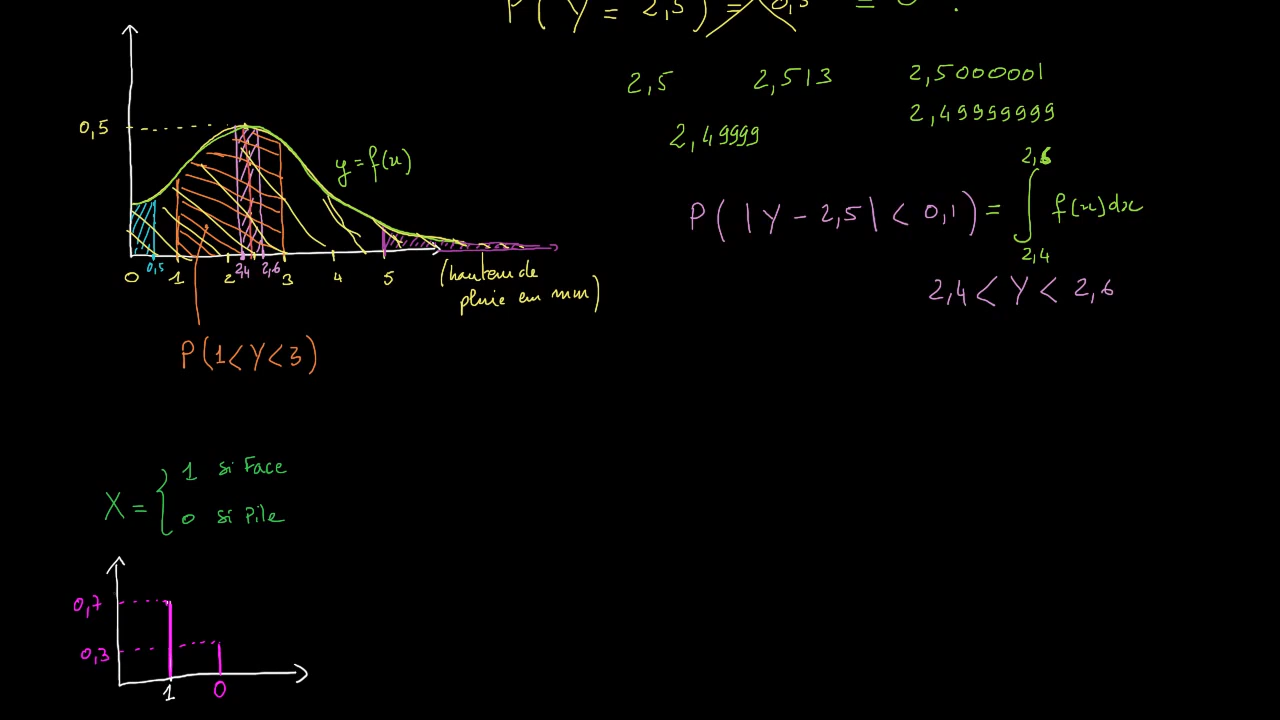 P( Y = 2,5 ) = 0,5 = 0 .
2,5 2,513 2,5000001
2,49999999
2,49999
0,5
y = f(x)
P( |Y - 2,5| < 0,1 ) = ∫ f(x)dx
2,6
2,4
2,4 < Y < 2,6
0 0,5 1 2 2,4 2,6 3 4 5
(hauteur de
pluie en mm)
P(1<Y<3)
X = { 1 si Face
0 si Pile
0,7
0,3
1 0